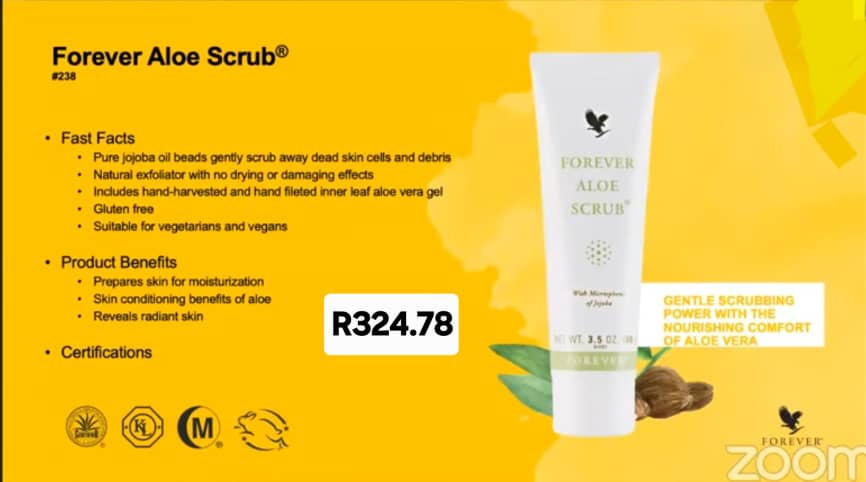 Forever Aloe Scrub®
#238
• Fast Facts
• Pure jojoba oil beads gently scrub away dead skin cells and debris
• Natural exfoliator with no drying or damaging effects
• Includes hand-harvested and hand fileted inner leaf aloe vera gel
• Gluten free
• Suitable for vegetarians and vegans
• Product Benefits
• Prepares skin for moisturization
• Skin conditioning benefits of aloe
• Reveals radiant skin
• Certifications
R324.78
FOREVER
ALOE
SCRUB®
With Microspheres
of Jojoba
NET WT. 3.5 OZ.
FOREVER
GENTLE SCRUBBING
POWER WITH THE
NOURISHING COMFORT
OF ALOE VERA
K
M
FOREVER
zoom